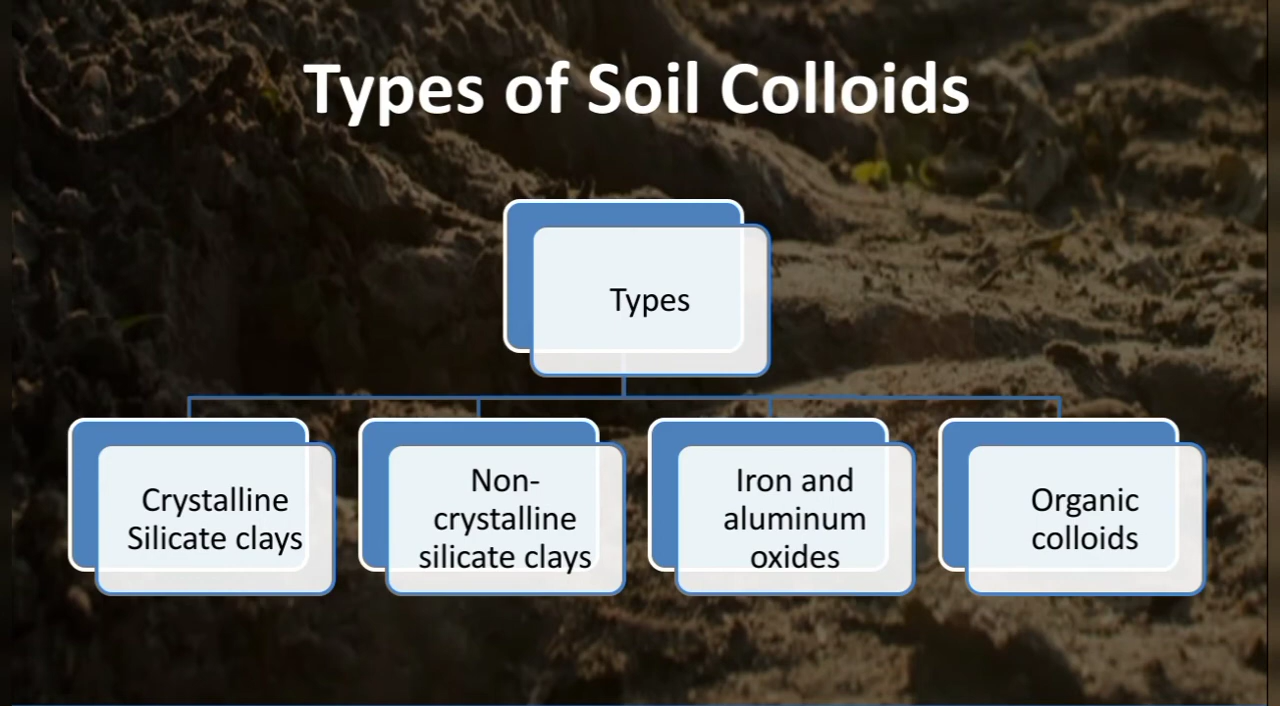 Types of Soil Colloids
Types
Crystalline
Silicate clays
Non-
crystalline
silicate clays
Iron and
aluminum
oxides
Organic
colloids